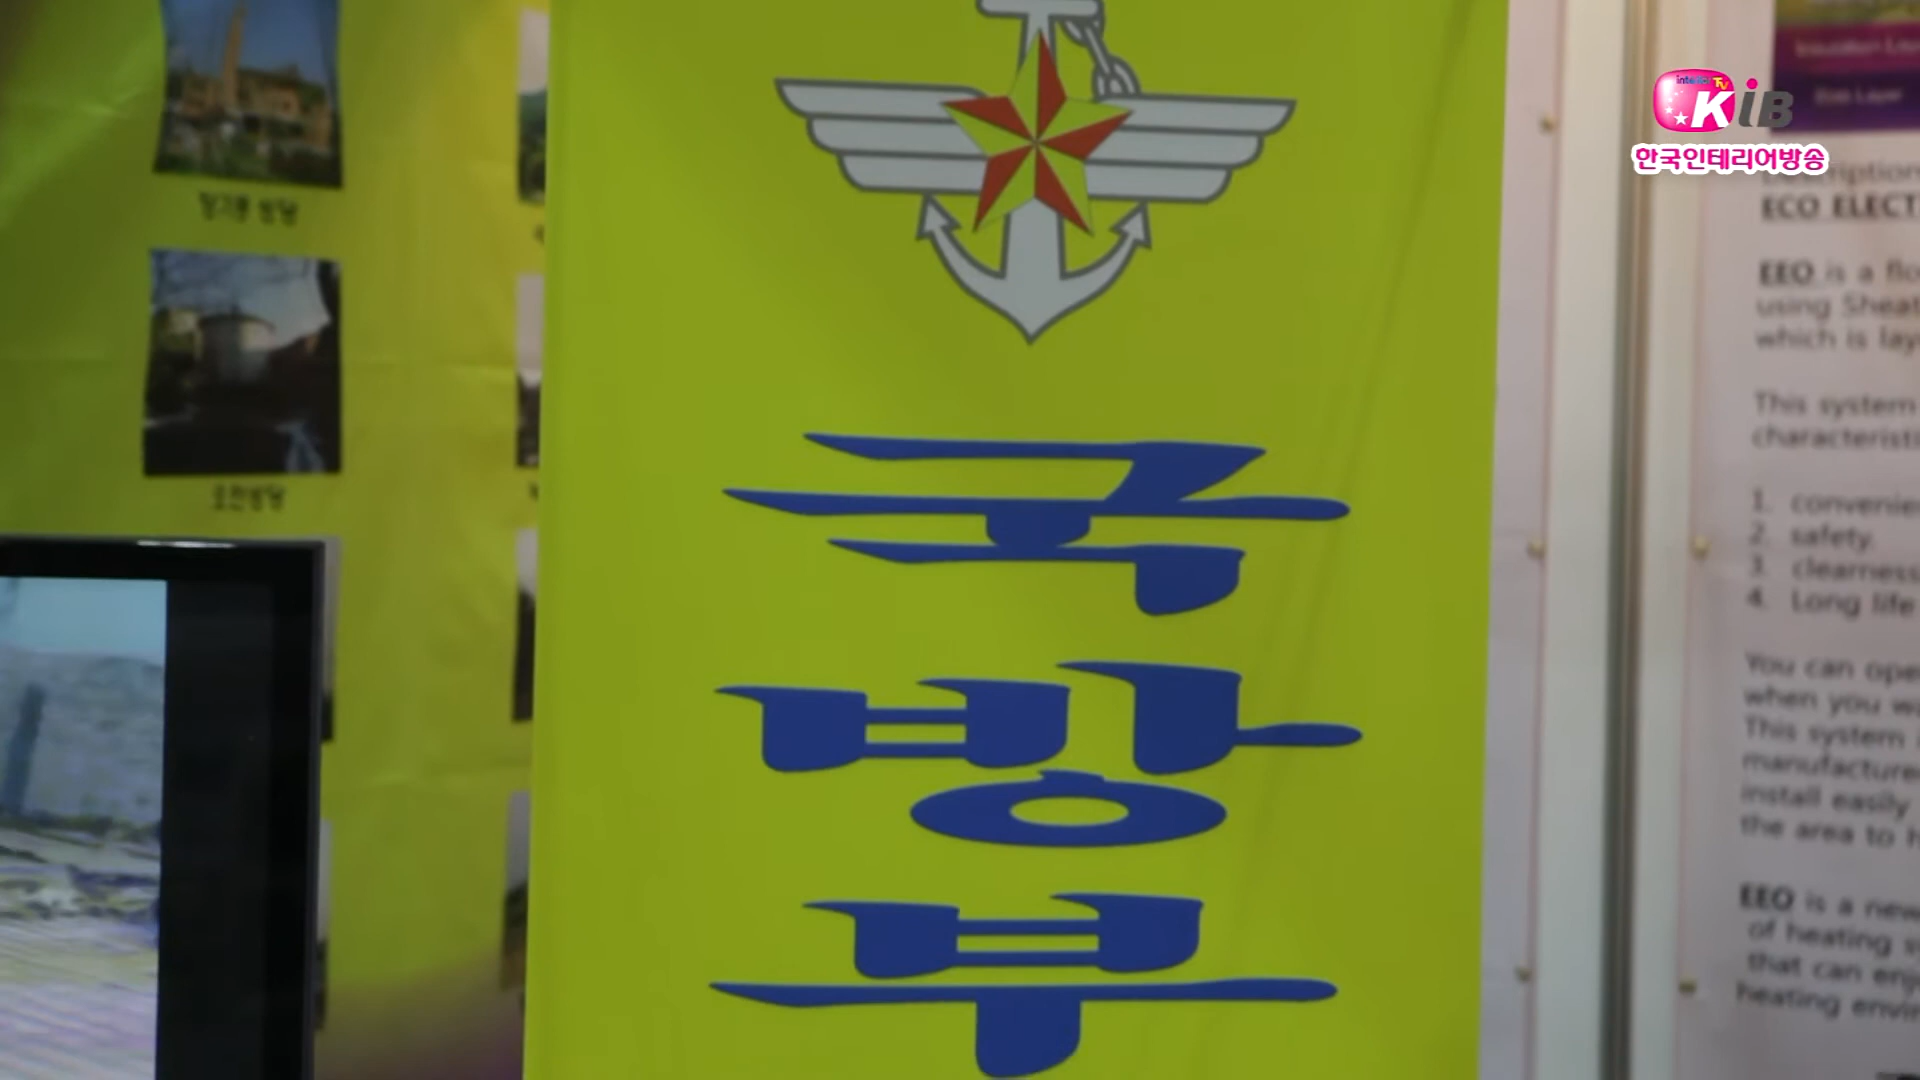 국
방
부
KiB
한국인테리어방송
ECO ELECT
EEO is a flo
using Sheat
which is lay
This system
characteristi
1. convenien
2. safety.
3. clearness
4. Long life
You can ope
when you w
This system
manufacture
install easily
the area to h
EEO is a new
of heating s
that can enj
heating envir